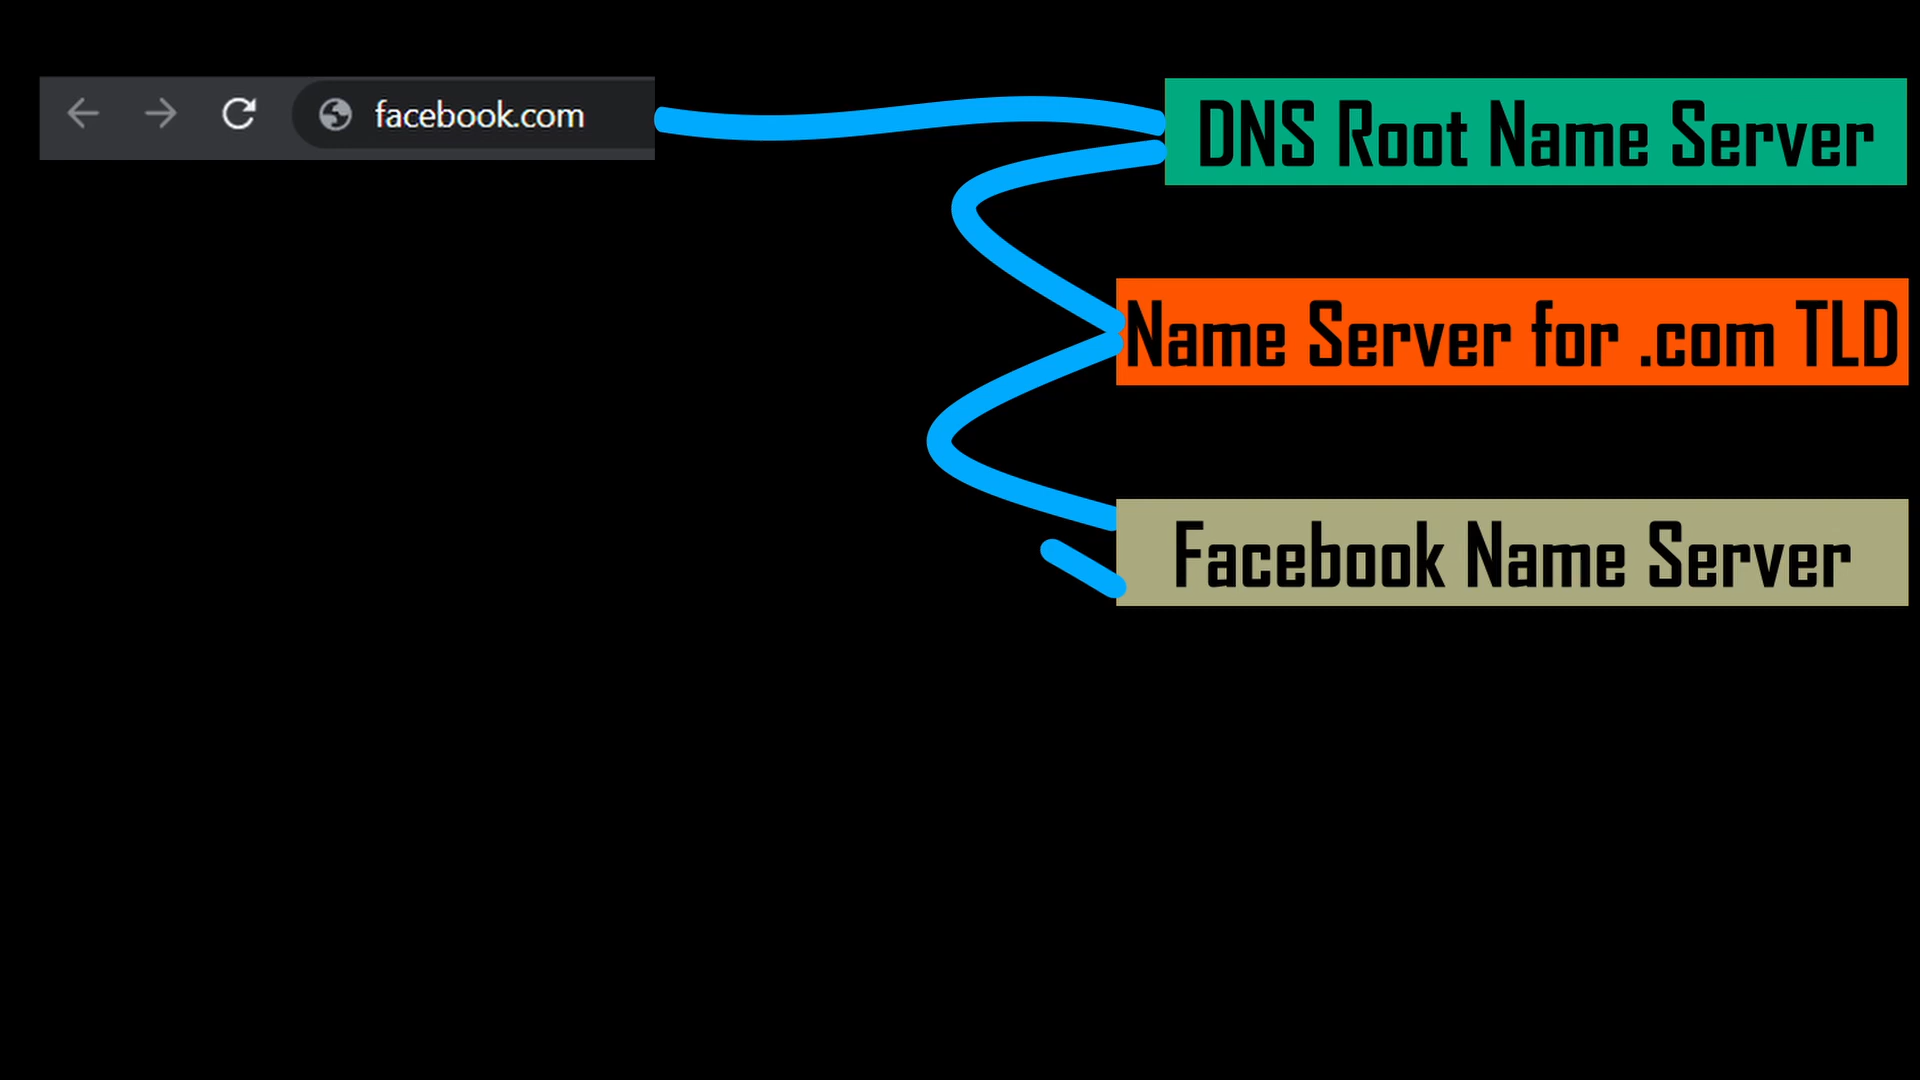 facebook.com
DNS Root Name Server
Name Server for .com TLD
Facebook Name Server